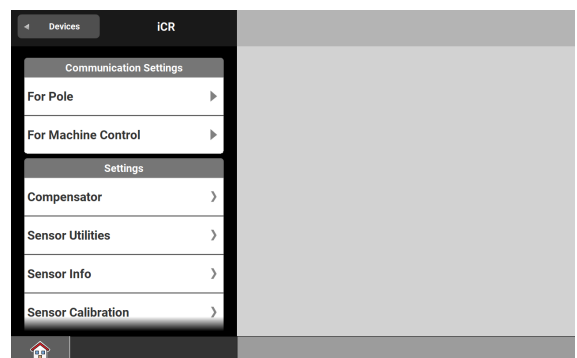 Devices
iCR
Communication Settings
For Pole
For Machine Control
Settings
Compensator
Sensor Utilities
Sensor Info
Sensor Calibration